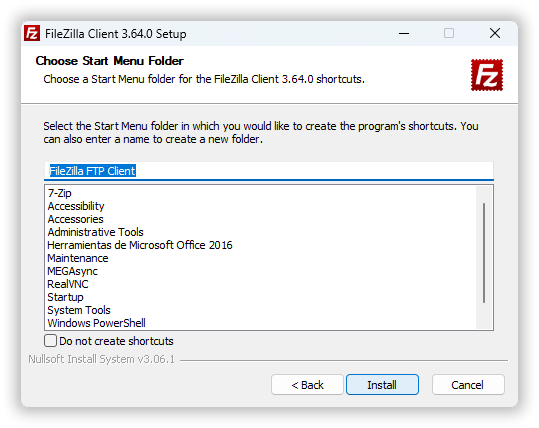 FileZilla Client 3.64.0 Setup
Choose Start Menu Folder
Choose a Start Menu folder for the FileZilla Client 3.64.0 shortcuts.
Fz
Select the Start Menu folder in which you would like to create the program's shortcuts. You
can also enter a name to create a new folder.
FileZilla FTP Client
7-Zip
Accessibility
Accessories
Administrative Tools
Herramientas de Microsoft Office 2016
Maintenance
MEGAsync
RealVNC
Startup
System Tools
Windows PowerShell
Do not create shortcuts
Nullsoft Install System v3.06.1
< Back
Install
Cancel